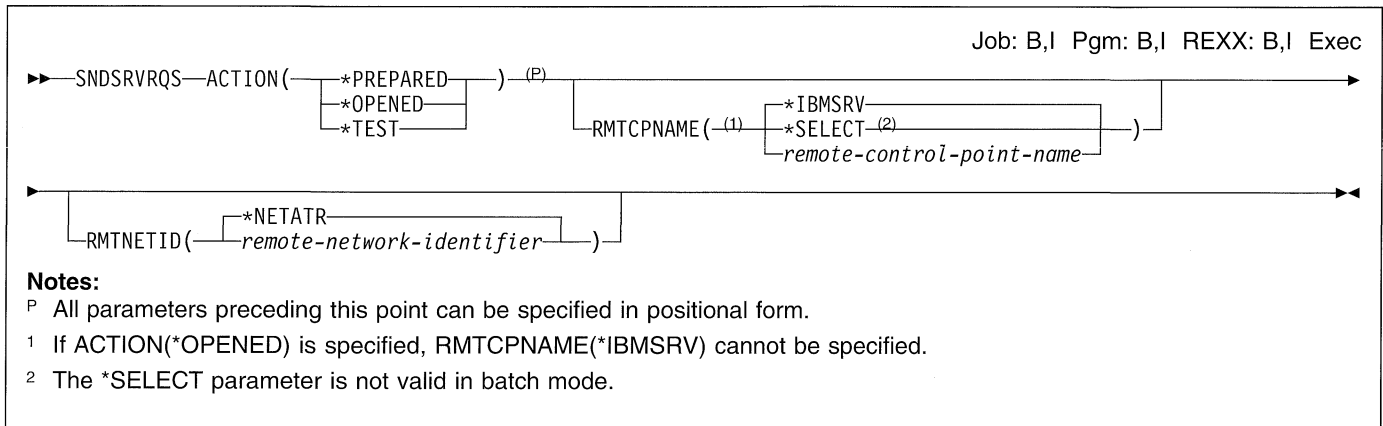 Job: B,I Pgm: B,I REXX: B,I Exec
SNDSRVRQS ACTION( *PREPARED ) (P)
*OPENED
*TEST
RMTCPNAME( (1) *IBMSRV )
*SELECT (2)
remote-control-point-name
RMTNETID( *NETATR )
remote-network-identifier
Notes:
P All parameters preceding this point can be specified in positional form.
1 If ACTION(*OPENED) is specified, RMTCPNAME(*IBMSRV) cannot be specified.
2 The *SELECT parameter is not valid in batch mode.